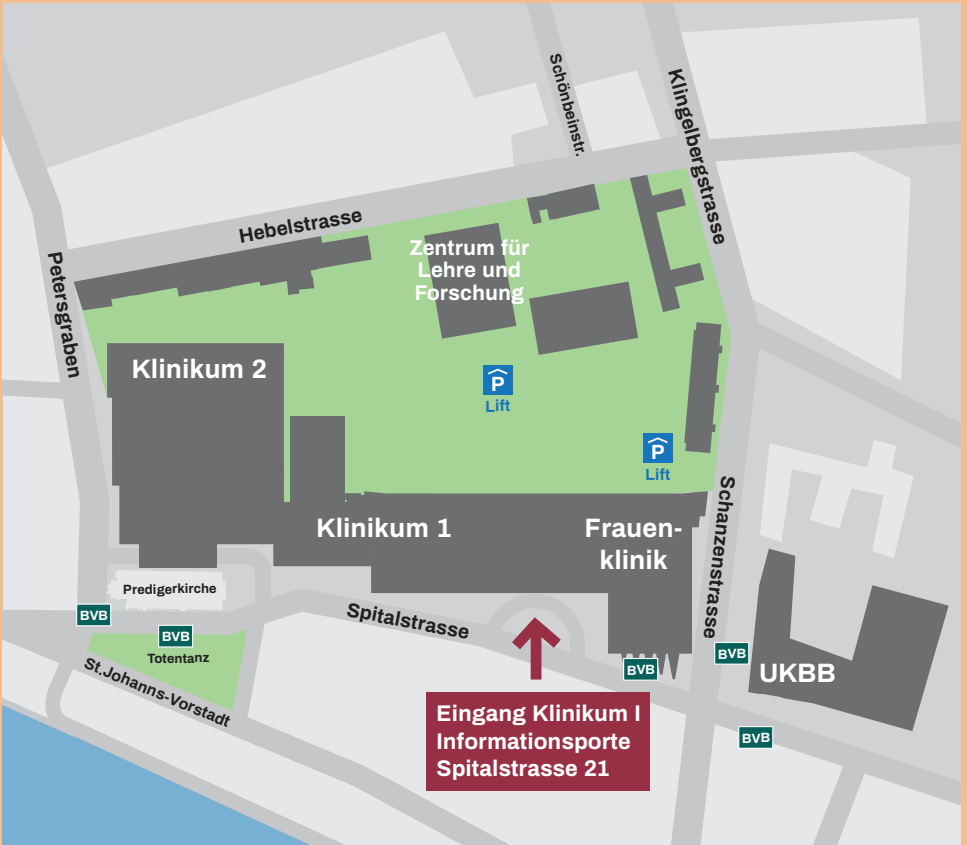 Schönbeinstr.
Klingelbergstrasse
Hebelstrasse
Zentrum für
Lehre und
Forschung
Petersgraben
Klinikum 2
P
Lift
P
Lift
Schanzenstrasse
Klinikum 1
Frauen-
klinik
Predigerkirche
BVB
BVB
Totentanz
Spitalstrasse
St.Johanns-Vorstadt
BVB
BVB
UKBB
BVB
Eingang Klinikum I
Informationsporte
Spitalstrasse 21